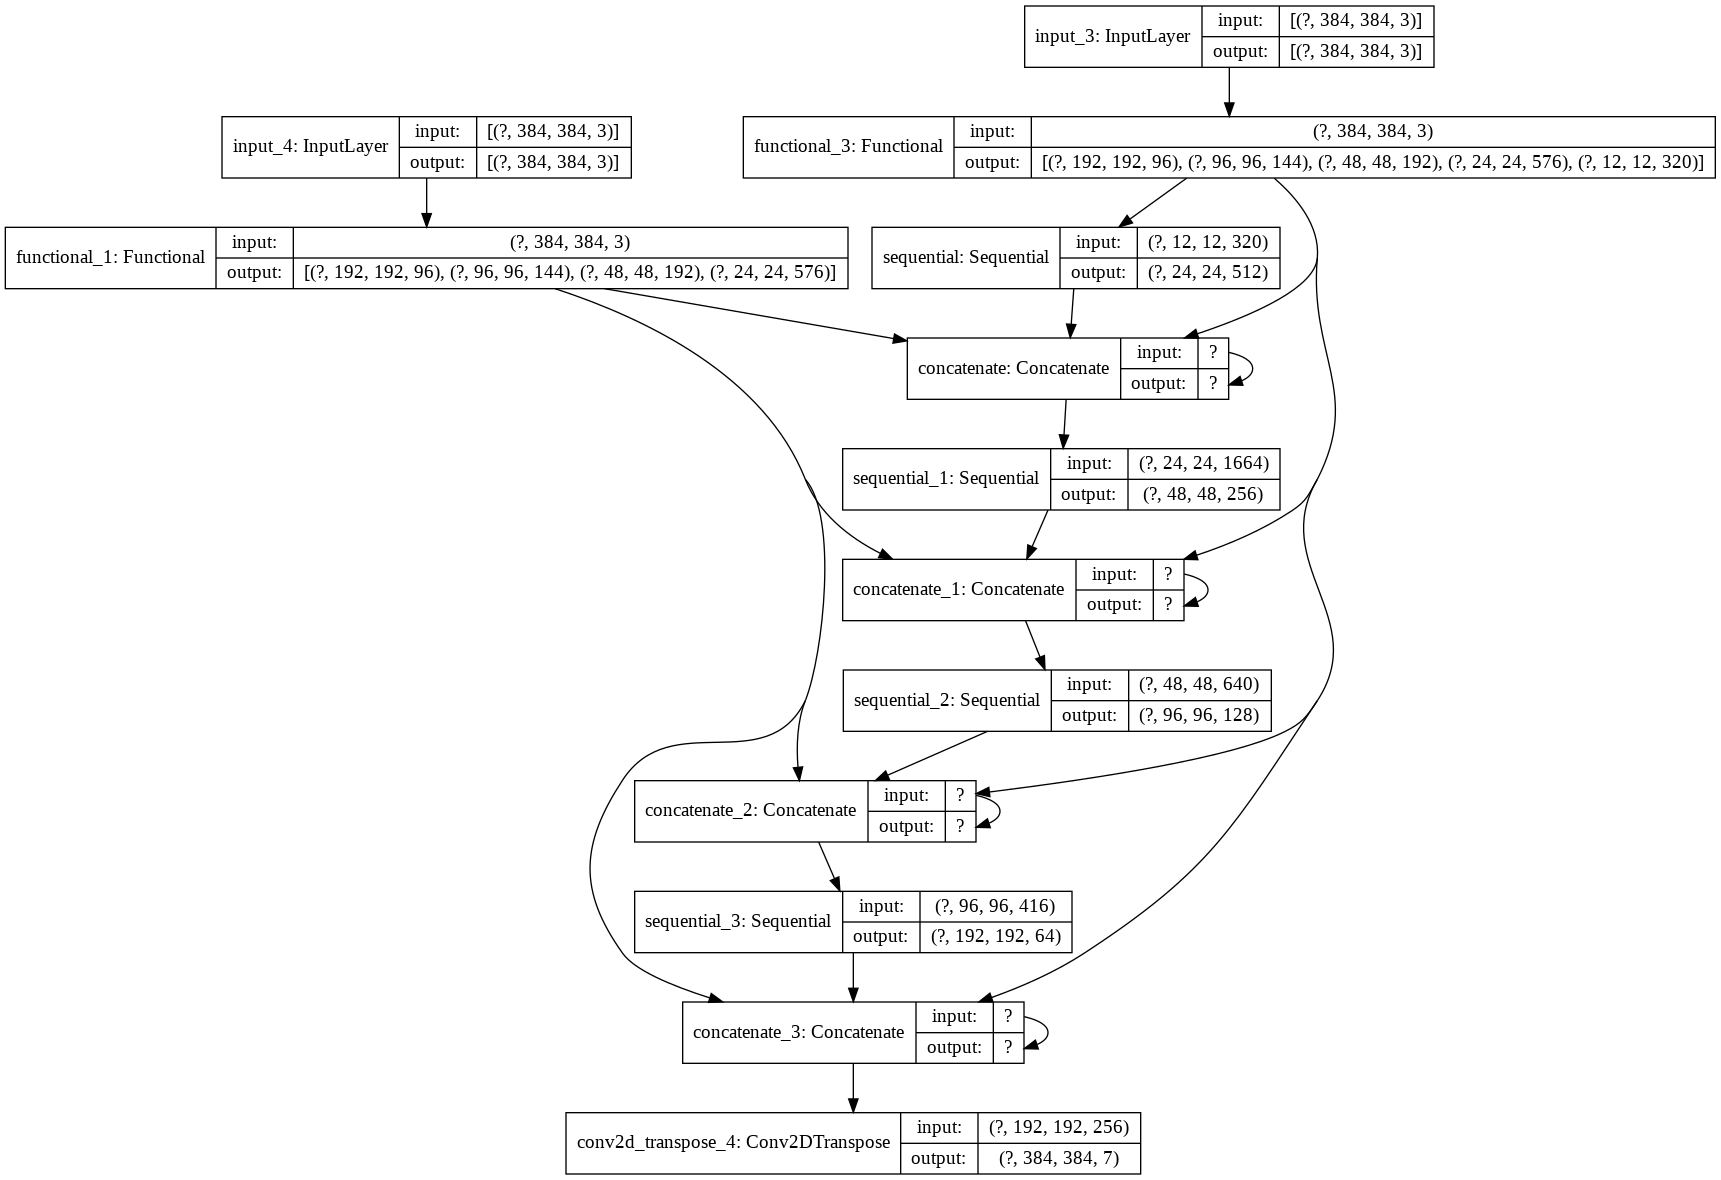 input_3: InputLayer
input: [(?, 384, 384, 3)]
output: [(?, 384, 384, 3)]
input_4: InputLayer
input: [(?, 384, 384, 3)]
output: [(?, 384, 384, 3)]
functional_3: Functional
input: (?, 384, 384, 3)
output: [(?, 192, 192, 96), (?, 96, 96, 144), (?, 48, 48, 192), (?, 24, 24, 576), (?, 12, 12, 320)]
functional_1: Functional
input: (?, 384, 384, 3)
output: [(?, 192, 192, 96), (?, 96, 96, 144), (?, 48, 48, 192), (?, 24, 24, 576)]
sequential: Sequential
input: (?, 12, 12, 320)
output: (?, 24, 24, 512)
concatenate: Concatenate
input: ?
output: ?
sequential_1: Sequential
input: (?, 24, 24, 1664)
output: (?, 48, 48, 256)
concatenate_1: Concatenate
input: ?
output: ?
sequential_2: Sequential
input: (?, 48, 48, 640)
output: (?, 96, 96, 128)
concatenate_2: Concatenate
input: ?
output: ?
sequential_3: Sequential
input: (?, 96, 96, 416)
output: (?, 192, 192, 64)
concatenate_3: Concatenate
input: ?
output: ?
conv2d_transpose_4: Conv2DTranspose
input: (?, 192, 192, 256)
output: (?, 384, 384, 7)